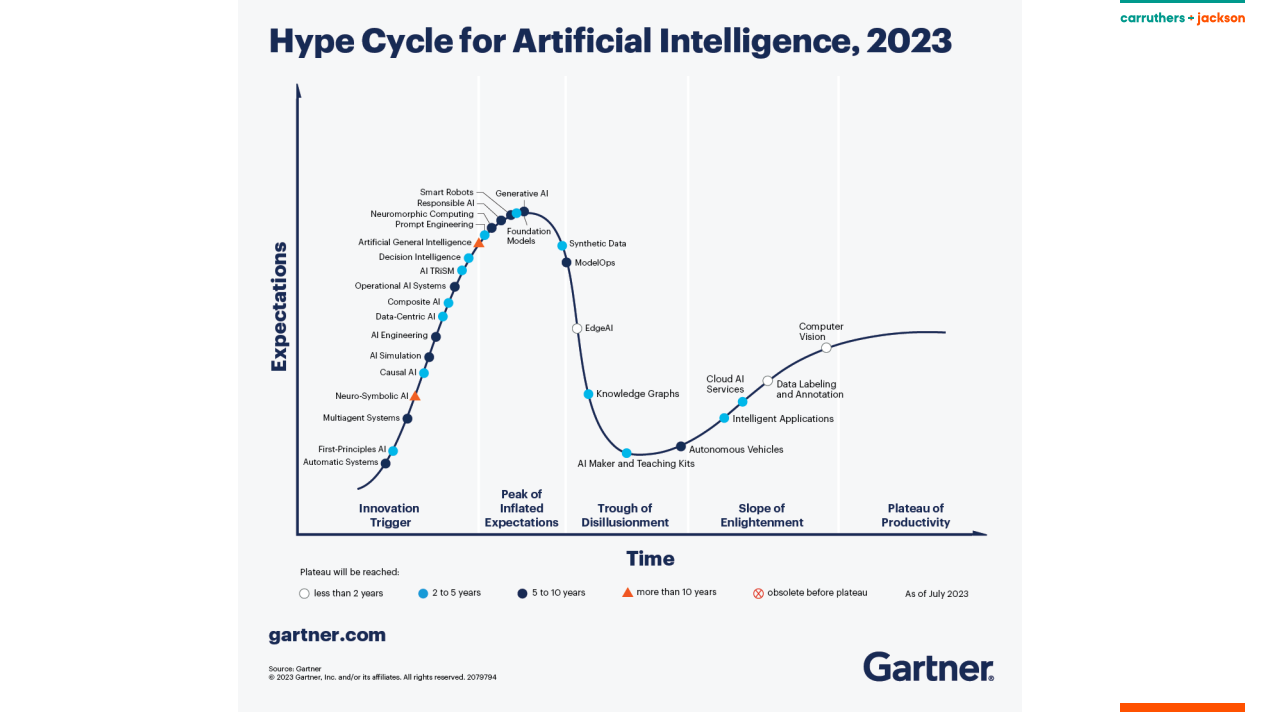 carruthers + jackson
Hype Cycle for Artificial Intelligence, 2023
Expectations
Smart Robots
Responsible AI
Neuromorphic Computing
Prompt Engineering
Artificial General Intelligence
Decision Intelligence
AI TRiSM
Operational AI Systems
Composite AI
Data-Centric AI
AI Engineering
AI Simulation
Causal AI
Neuro-Symbolic AI
Multiagent Systems
First-Principles AI
Automatic Systems
Generative AI
Foundation
Models
Synthetic Data
ModelOps
EdgeAI
Knowledge Graphs
AI Maker and Teaching Kits
Autonomous Vehicles
Intelligent Applications
Cloud AI
Services
Data Labeling
and Annotation
Computer
Vision
Innovation
Trigger
Peak of
Inflated
Expectations
Trough of
Disillusionment
Slope of
Enlightenment
Plateau of
Productivity
Time
Plateau will be reached:
less than 2 years
2 to 5 years
5 to 10 years
more than 10 years
obsolete before plateau
As of July 2023
gartner.com
Source: Gartner
© 2023 Gartner, Inc. and/or its affiliates. All rights reserved. 2079794
Gartner®